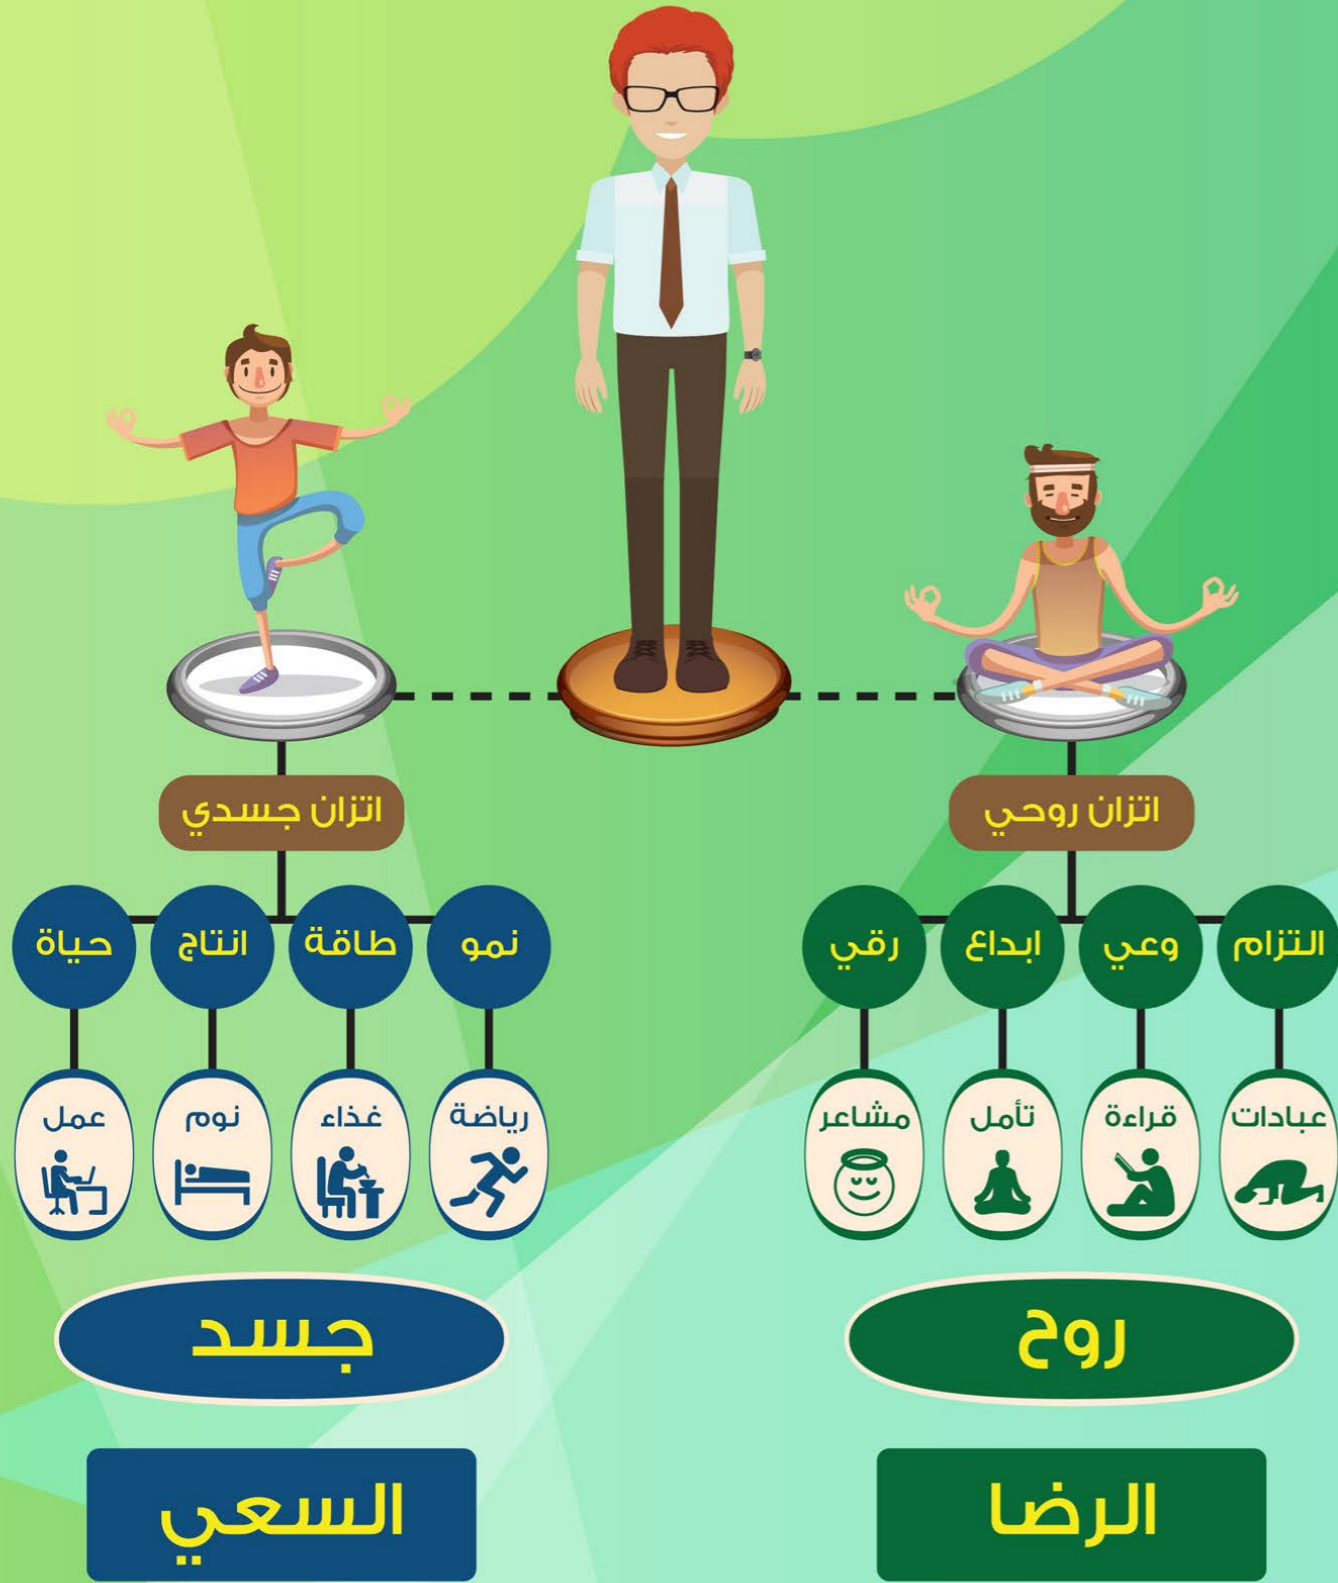 اتزان روحي
اتزان جسدي
التزام
وعي
ابداع
رقي
نمو
طاقة
انتاج
حياة
عبادات
قراءة
تأمل
مشاعر
رياضة
غذاء
نوم
عمل
روح
جسد
الرضا
السعي